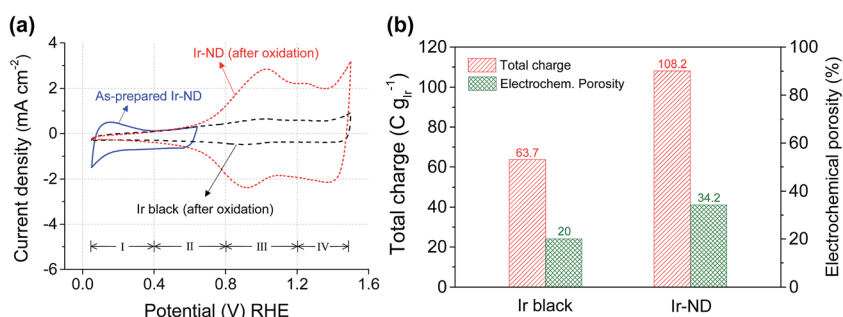 (a)
Current density (mA cm⁻²)
4
2
0
-2
-4
-6
Ir-ND (after oxidation)
As-prepared Ir-ND
Ir black (after oxidation)
I II III IV
0.0 0.4 0.8 1.2 1.6
Potential (V) RHE
(b)
Total charge (C gIr⁻¹)
120
100
80
60
40
20
0
Total charge
Electrochem. Porosity
63.7
20
108.2
34.2
Ir black Ir-ND
100
80
60
40
20
0
Electrochemical porosity (%)